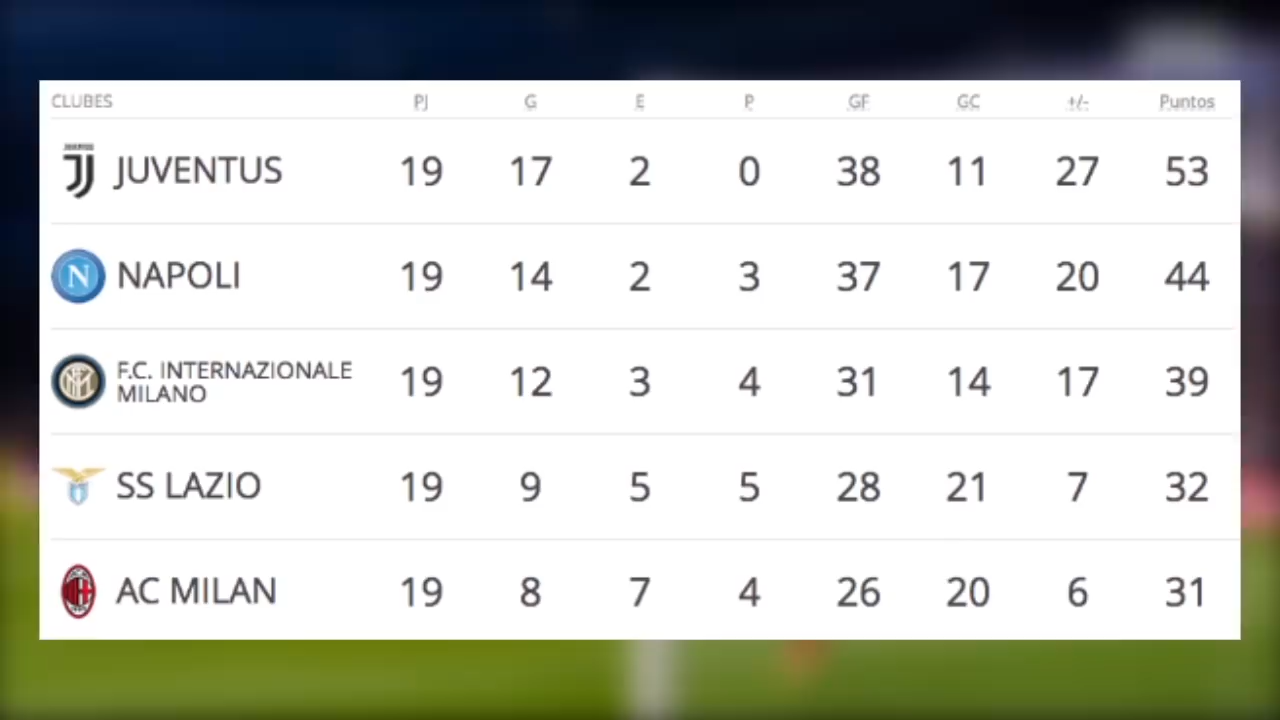 CLUBES PJ G E P GF GC +/- Puntos
JUVENTUS 19 17 2 0 38 11 27 53
N NAPOLI 19 14 2 3 37 17 20 44
F.C. INTERNAZIONALE
MILANO 19 12 3 4 31 14 17 39
SS LAZIO 19 9 5 5 28 21 7 32
AC MILAN 19 8 7 4 26 20 6 31